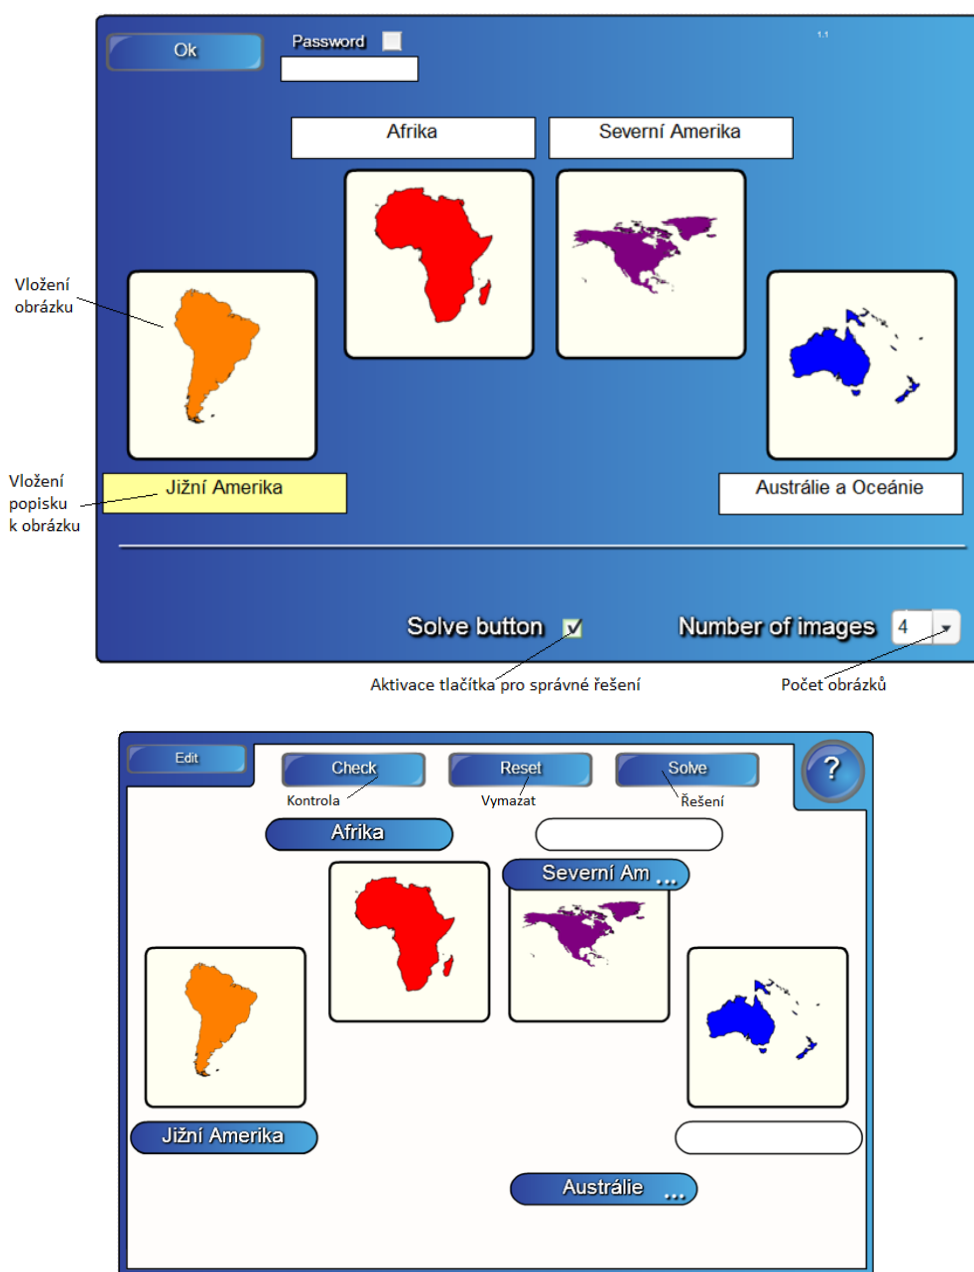 Ok
Password
1.1
Afrika
Severní Amerika
Vložení
obrázku
Vložení
popisku
k obrázku
Jižní Amerika
Austrálie a Oceánie
Solve button
Number of images
4
Aktivace tlačítka pro správné řešení
Počet obrázků
Edit
Check
Reset
Solve
?
Kontrola
Vymazat
Řešení
Afrika
Severní Am ...
Jižní Amerika
Austrálie ...